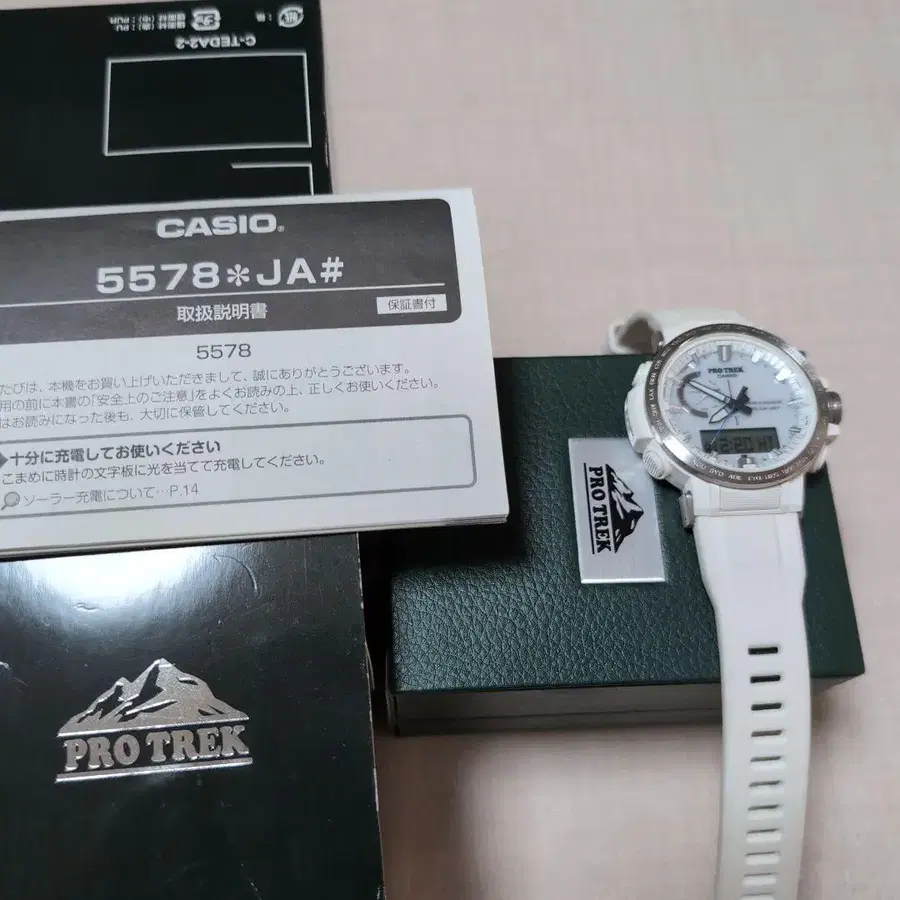 C-TEDA2-2
CASIO®
5578*JA#
取扱説明書
保証書付
5578
たびは、本機をお買い上げいただきまして、誠にありがとうございます。
用の前に本書の「安全上のご注意」をよくお読みの上、正しくお使いください。
はお読みになった後も、大切に保管してください。
十分に充電してお使いください
こまめに時計の文字板に光を当てて充電してください。
ソーラー充電について…P.14
PRO TREK
PRO TREK
PRO TREK
CASIO